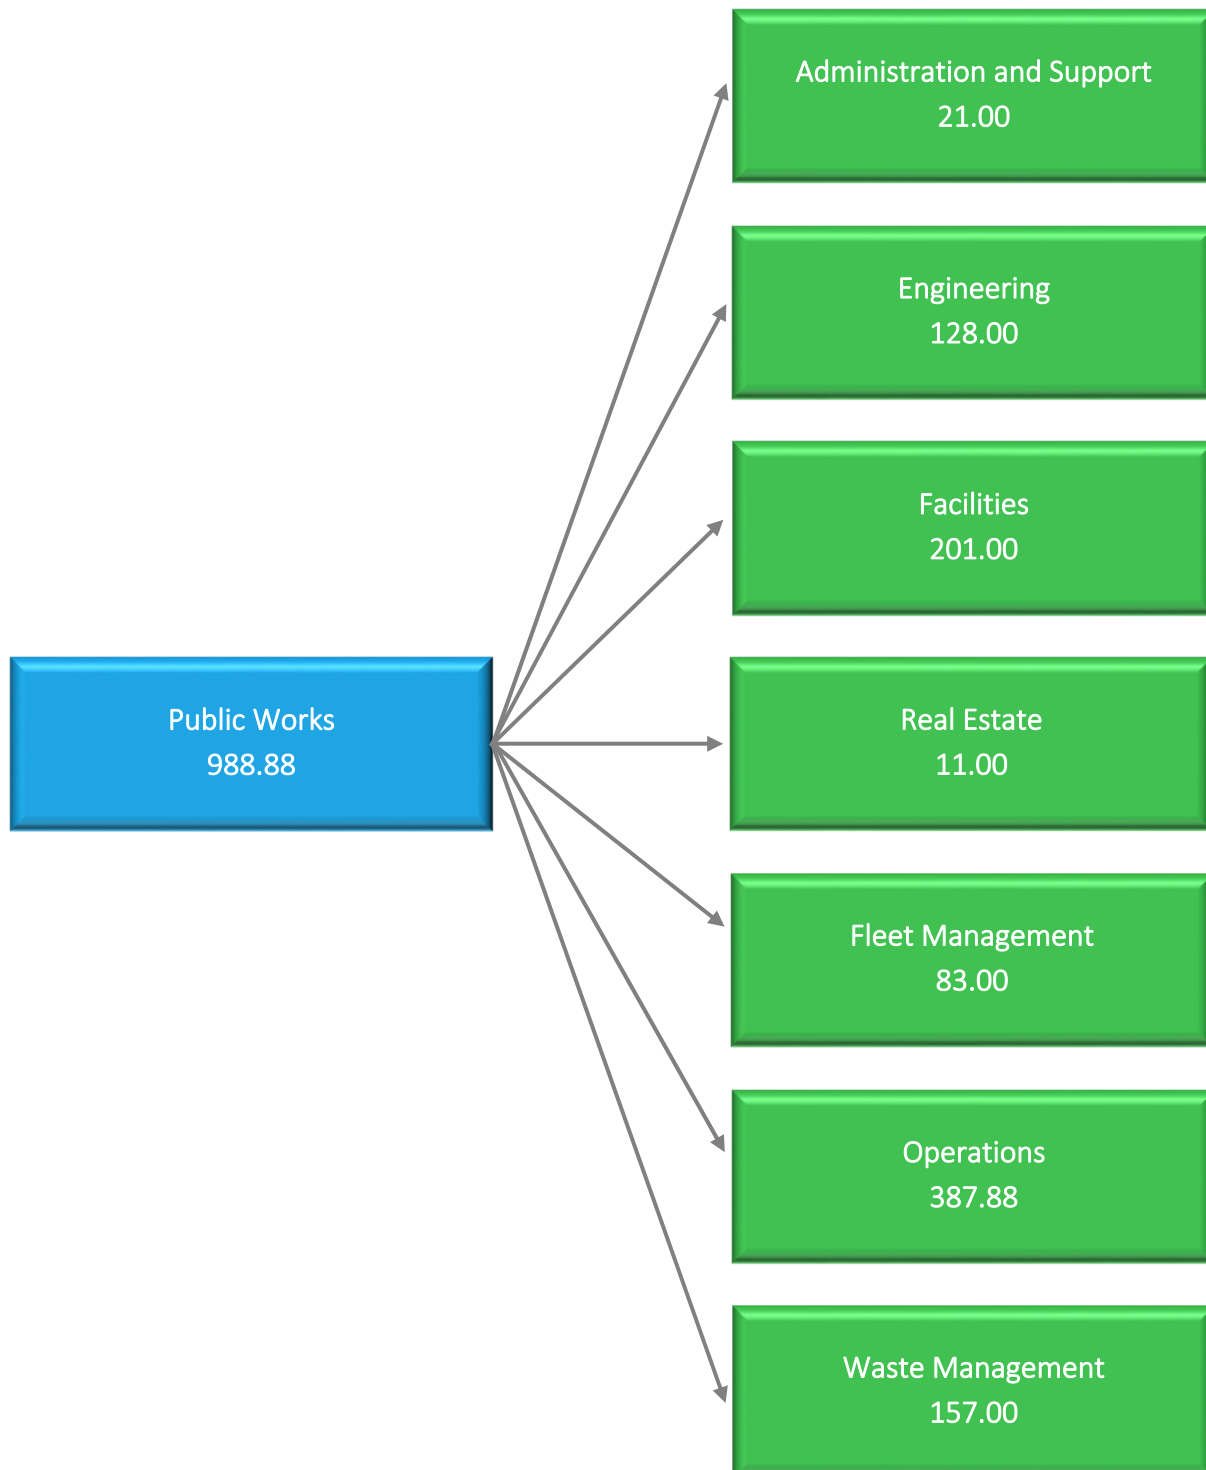 Administration and Support
21.00
Engineering
128.00
Facilities
201.00
Public Works
988.88
Real Estate
11.00
Fleet Management
83.00
Operations
387.88
Waste Management
157.00